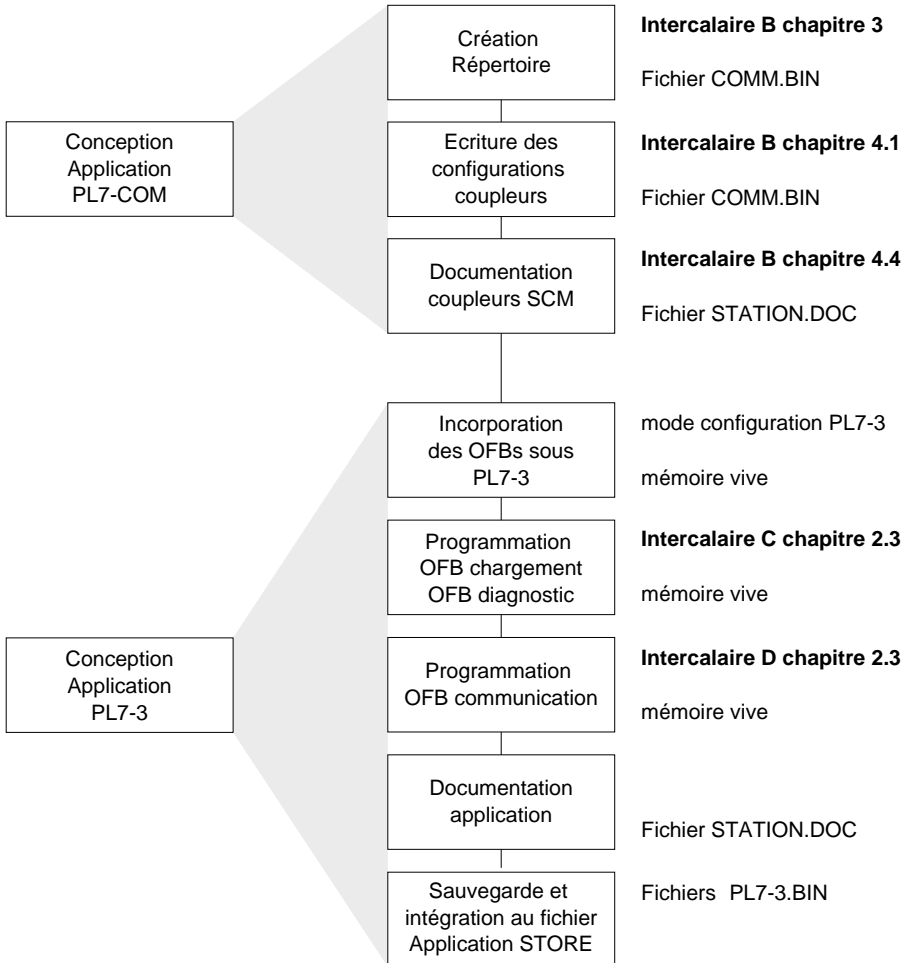 Création
Répertoire
Intercalaire B chapitre 3
Fichier COMM.BIN
Conception
Application
PL7-COM
Ecriture des
configurations
coupleurs
Intercalaire B chapitre 4.1
Fichier COMM.BIN
Documentation
coupleurs SCM
Intercalaire B chapitre 4.4
Fichier STATION.DOC
Incorporation
des OFBs sous
PL7-3
mode configuration PL7-3
mémoire vive
Programmation
OFB chargement
OFB diagnostic
Intercalaire C chapitre 2.3
mémoire vive
Conception
Application
PL7-3
Programmation
OFB communication
Intercalaire D chapitre 2.3
mémoire vive
Documentation
application
Fichier STATION.DOC
Sauvegarde et
intégration au fichier
Application STORE
Fichiers PL7-3.BIN